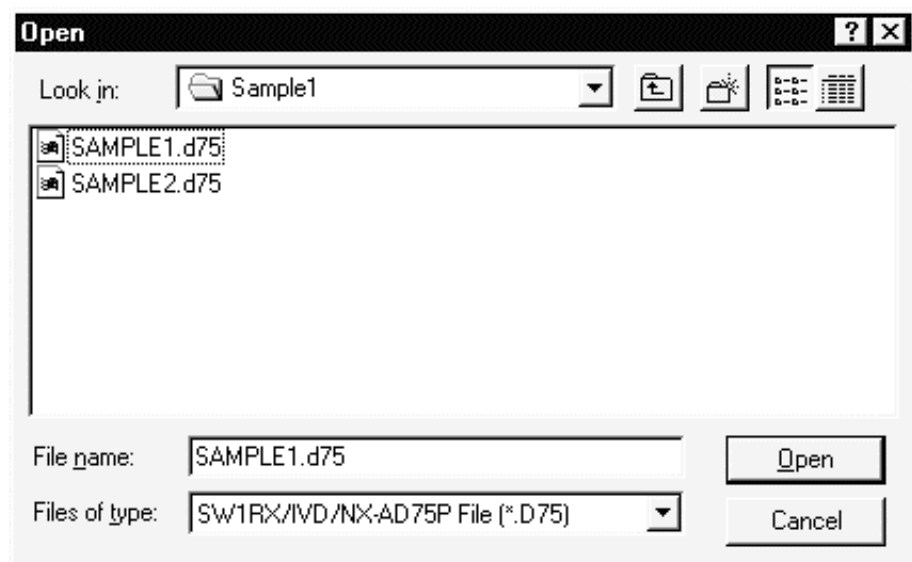 Open
Look in: Sample1
SAMPLE1.d75
SAMPLE2.d75
File name: SAMPLE1.d75 Open
Files of type: SW1RX/IVD/NX-AD75P File (*.D75) Cancel